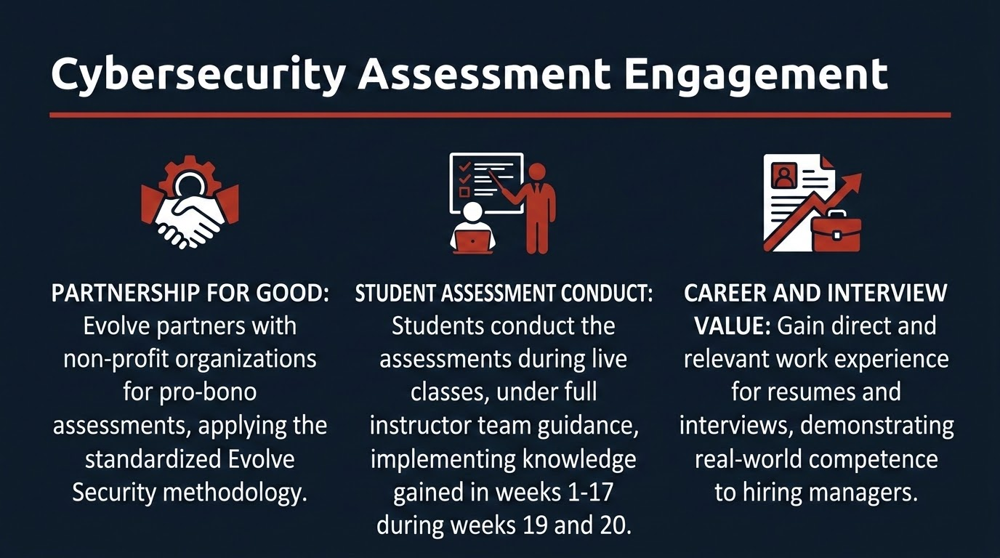 Cybersecurity Assessment Engagement
PARTNERSHIP FOR GOOD:
Evolve partners with
non-profit organizations
for pro-bono
assessments, applying the
standardized Evolve
Security methodology.
STUDENT ASSESSMENT CONDUCT:
Students conduct the
assessments during live
classes, under full
instructor team guidance,
implementing knowledge
gained in weeks 1-17
during weeks 19 and 20.
CAREER AND INTERVIEW
VALUE: Gain direct and
relevant work experience
for resumes and
interviews, demonstrating
real-world competence
to hiring managers.